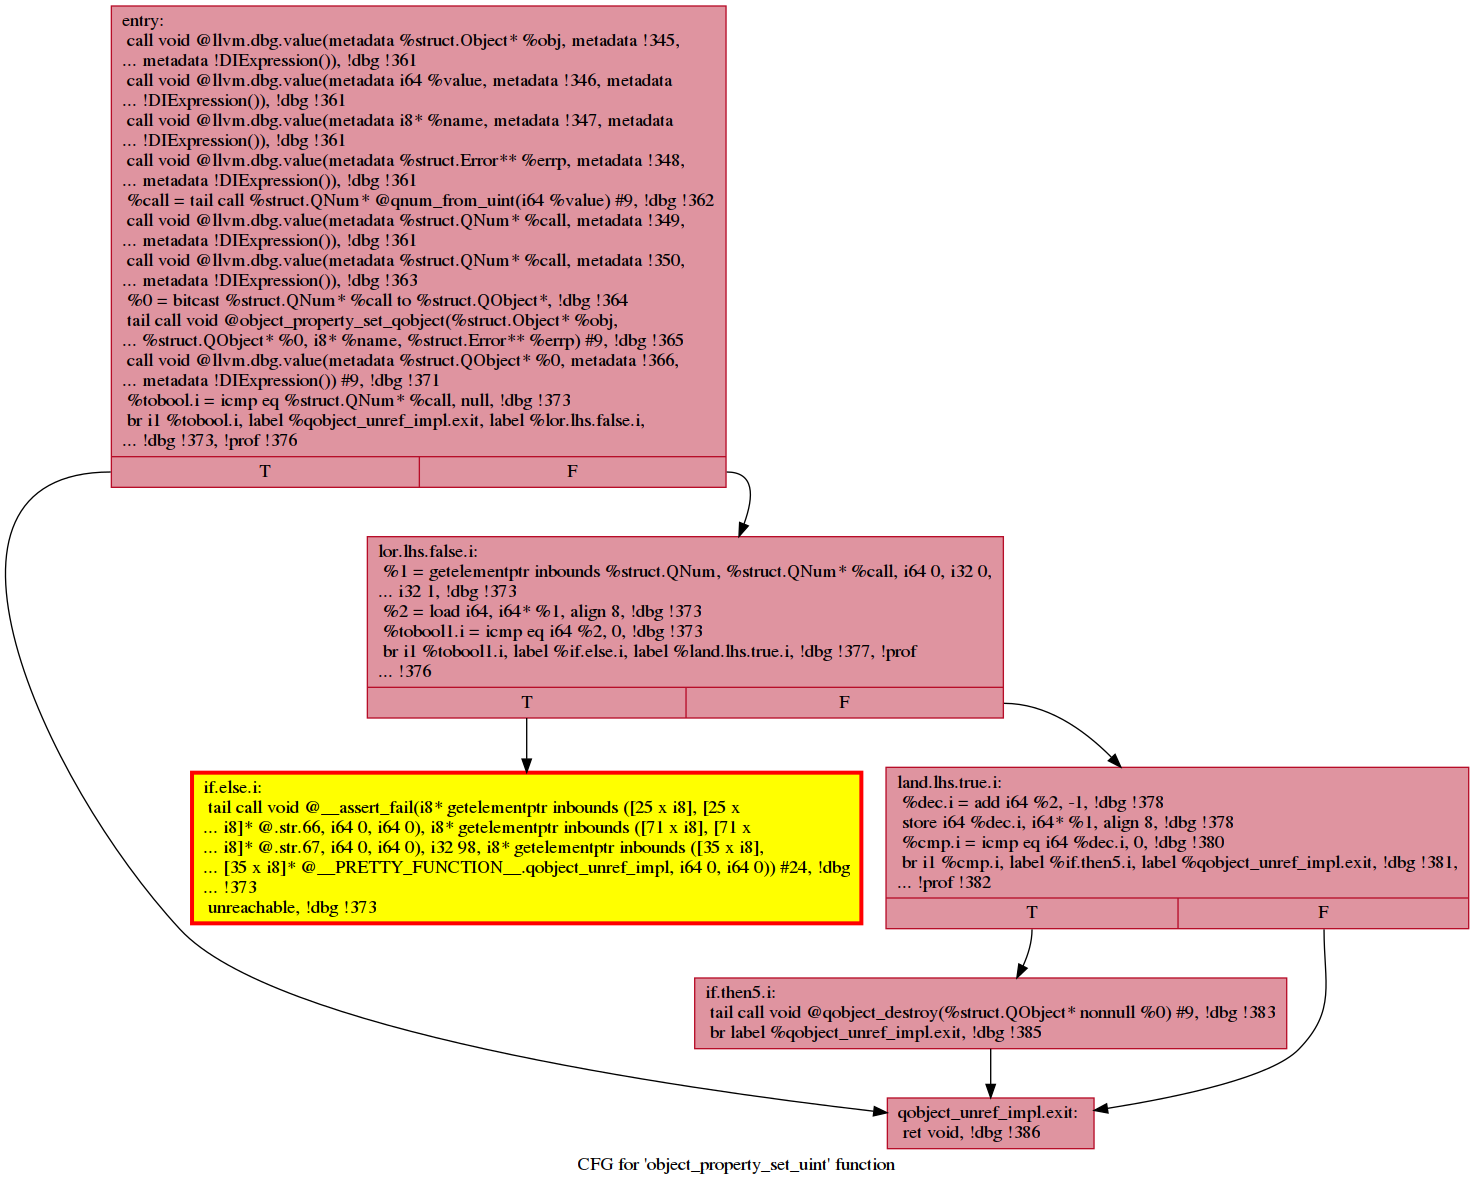 entry:
call void @llvm.dbg.value(metadata %struct.Object* %obj, metadata !345,
... metadata !DIExpression()), !dbg !361
call void @llvm.dbg.value(metadata i64 %value, metadata !346, metadata
... !DIExpression()), !dbg !361
call void @llvm.dbg.value(metadata i8* %name, metadata !347, metadata
... !DIExpression()), !dbg !361
call void @llvm.dbg.value(metadata %struct.Error** %errp, metadata !348,
... metadata !DIExpression()), !dbg !361
%call = tail call %struct.QNum* @qnum_from_uint(i64 %value) #9, !dbg !362
call void @llvm.dbg.value(metadata %struct.QNum* %call, metadata !349,
... metadata !DIExpression()), !dbg !361
call void @llvm.dbg.value(metadata %struct.QNum* %call, metadata !350,
... metadata !DIExpression()), !dbg !363
%0 = bitcast %struct.QNum* %call to %struct.QObject*, !dbg !364
tail call void @object_property_set_qobject(%struct.Object* %obj,
... %struct.QObject* %0, i8* %name, %struct.Error** %errp) #9, !dbg !365
call void @llvm.dbg.value(metadata %struct.QObject* %0, metadata !366,
... metadata !DIExpression()) #9, !dbg !371
%tobool.i = icmp eq %struct.QNum* %call, null, !dbg !373
br i1 %tobool.i, label %qobject_unref_impl.exit, label %lor.lhs.false.i,
... !dbg !373, !prof !376
T F
lor.lhs.false.i:
%1 = getelementptr inbounds %struct.QNum, %struct.QNum* %call, i64 0, i32 0,
... i32 1, !dbg !373
%2 = load i64, i64* %1, align 8, !dbg !373
%tobool1.i = icmp eq i64 %2, 0, !dbg !373
br i1 %tobool1.i, label %if.else.i, label %land.lhs.true.i, !dbg !377, !prof
... !376
T F
if.else.i:
tail call void @__assert_fail(i8* getelementptr inbounds ([25 x i8], [25 x
... i8]* @.str.66, i64 0, i64 0), i8* getelementptr inbounds ([71 x i8], [71 x
... i8]* @.str.67, i64 0, i64 0), i32 98, i8* getelementptr inbounds ([35 x i8],
... [35 x i8]* @__PRETTY_FUNCTION__.qobject_unref_impl, i64 0, i64 0)) #24, !dbg
... !373
unreachable, !dbg !373
land.lhs.true.i:
%dec.i = add i64 %2, -1, !dbg !378
store i64 %dec.i, i64* %1, align 8, !dbg !378
%cmp.i = icmp eq i64 %dec.i, 0, !dbg !380
br i1 %cmp.i, label %if.then5.i, label %qobject_unref_impl.exit, !dbg !381,
... !prof !382
T F
if.then5.i:
tail call void @qobject_destroy(%struct.QObject* nonnull %0) #9, !dbg !383
br label %qobject_unref_impl.exit, !dbg !385
qobject_unref_impl.exit:
ret void, !dbg !386
CFG for 'object_property_set_uint' function